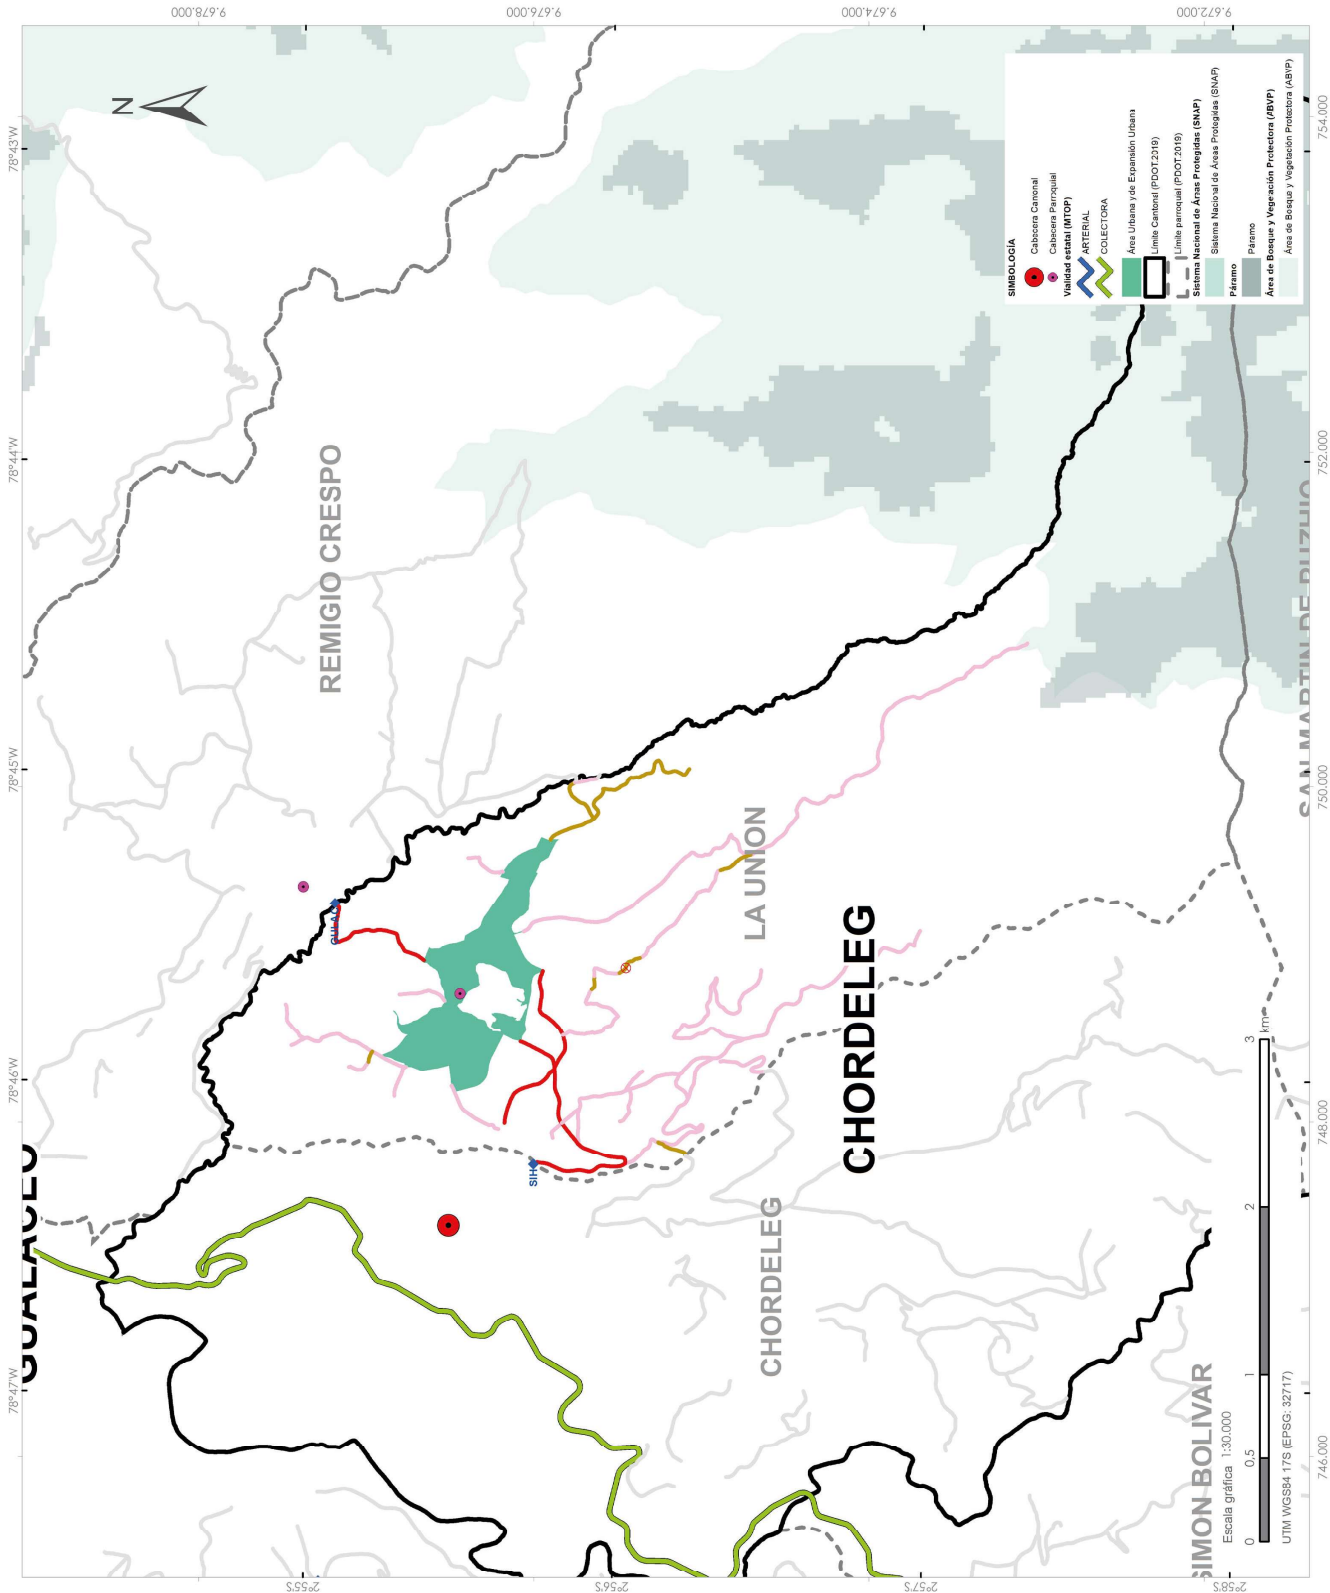 78°47'W
78°46'W
78°45'W
78°44'W
78°43'W
2°55'S
2°56'S
2°57'S
2°58'S
9.678.000
9.676.000
9.674.000
9.672.000
746.000
748.000
750.000
752.000
754.000
N
GUALACEO
REMIGIO CRESPO
GULAG
SIH
LA UNION
CHORDELEG
CHORDELEG
SIMON BOLIVAR
SAN MARTIN DE PUZHIO
Escala gráfica 1:30.000
0 0,5 1 2 3 km
UTM WGS84 17S (EPSG: 32717)
SIMBOLOGÍA
Cabecera Cantonal
Cabecera Parroquial
Vialidad estatal (MTOP)
ARTERIAL
COLECTORA
Área Urbana y de Expansión Urbana
Límite Cantonal (PDOT.2019)
Límite parroquial (PDOT.2019)
Sistema Nacional de Áreas Protegidas (SNAP)
Sistema Nacional de Áreas Protegidas (SNAP)
Páramo
Páramo
Área de Bosque y Vegeración Protectora (ABVP)
Área de Bosque y Vegetación Protectora (ABVP)